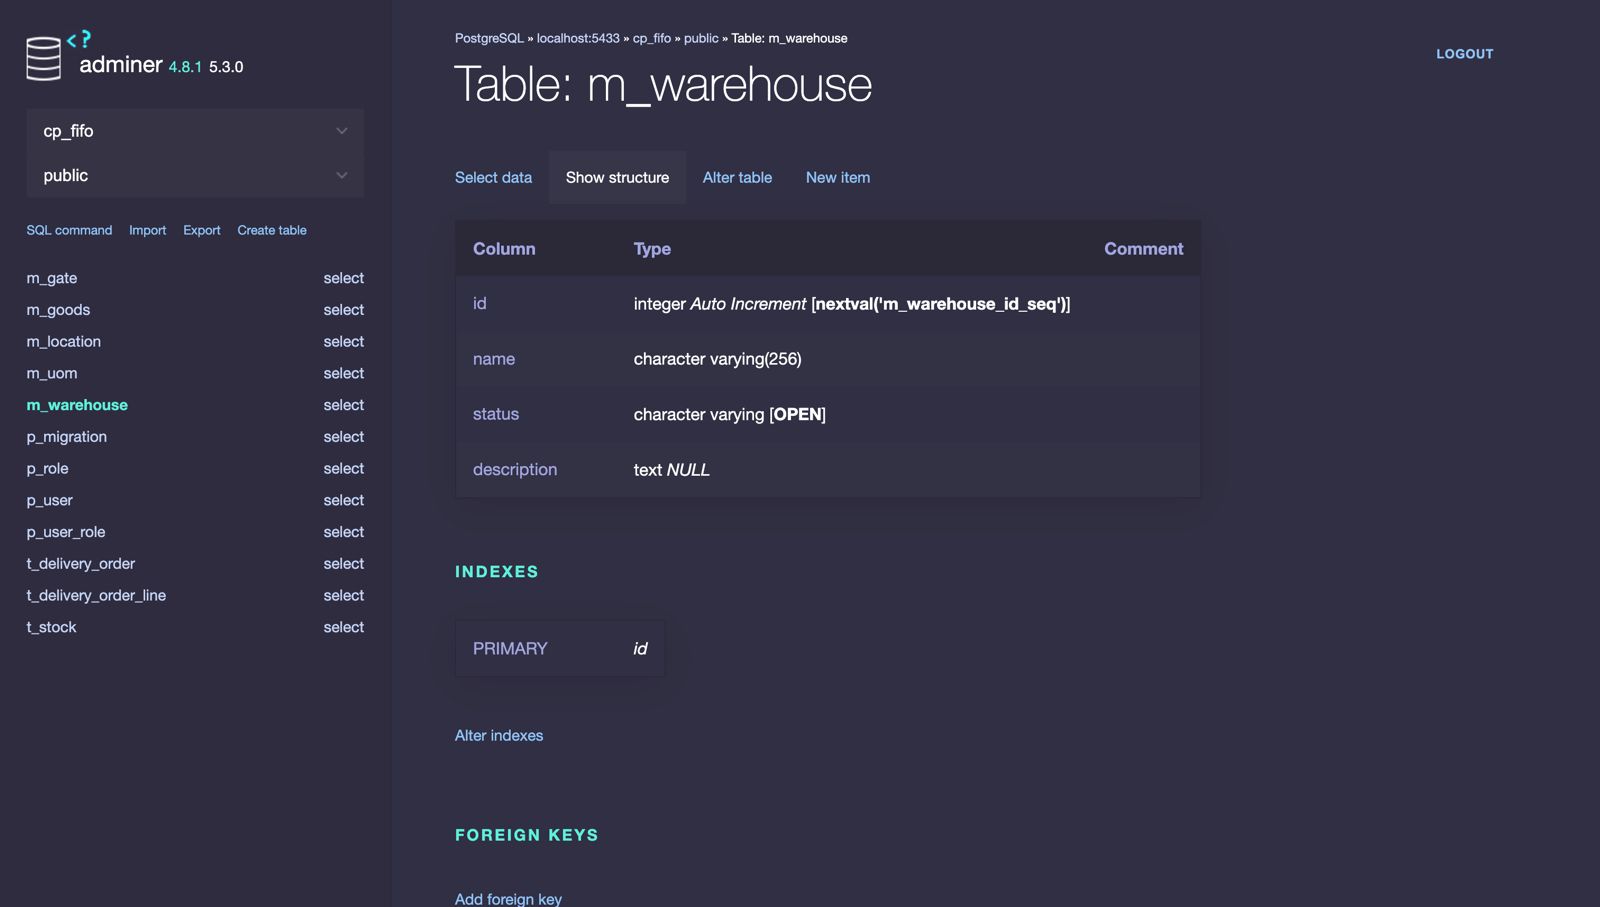 <?
adminer 4.8.1 5.3.0
cp_fifo
public
SQL command Import Export Create table
m_gate select
m_goods select
m_location select
m_uom select
m_warehouse select
p_migration select
p_role select
p_user select
p_user_role select
t_delivery_order select
t_delivery_order_line select
t_stock select
PostgreSQL » localhost:5433 » cp_fifo » public » Table: m_warehouse
LOGOUT
Table: m_warehouse
Select data Show structure Alter table New item
Column Type Comment
id integer Auto Increment [nextval('m_warehouse_id_seq')]
name character varying(256)
status character varying [OPEN]
description text NULL
INDEXES
PRIMARY id
Alter indexes
FOREIGN KEYS
Add foreign key